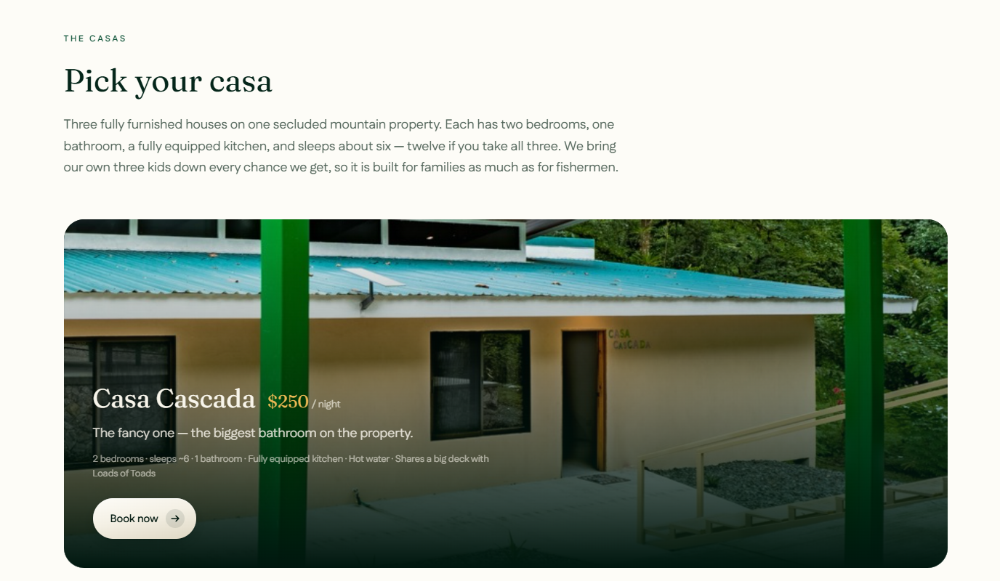 THE CASAS
Pick your casa
Three fully furnished houses on one secluded mountain property. Each has two bedrooms, one
bathroom, a fully equipped kitchen, and sleeps about six — twelve if you take all three. We bring
our own three kids down every chance we get, so it is built for families as much as for fishermen.
CASA
CASCADA
Casa Cascada $250 / night
The fancy one — the biggest bathroom on the property.
2 bedrooms · sleeps ~6 · 1 bathroom · Fully equipped kitchen · Hot water · Shares a big deck with
Loads of Toads
Book now